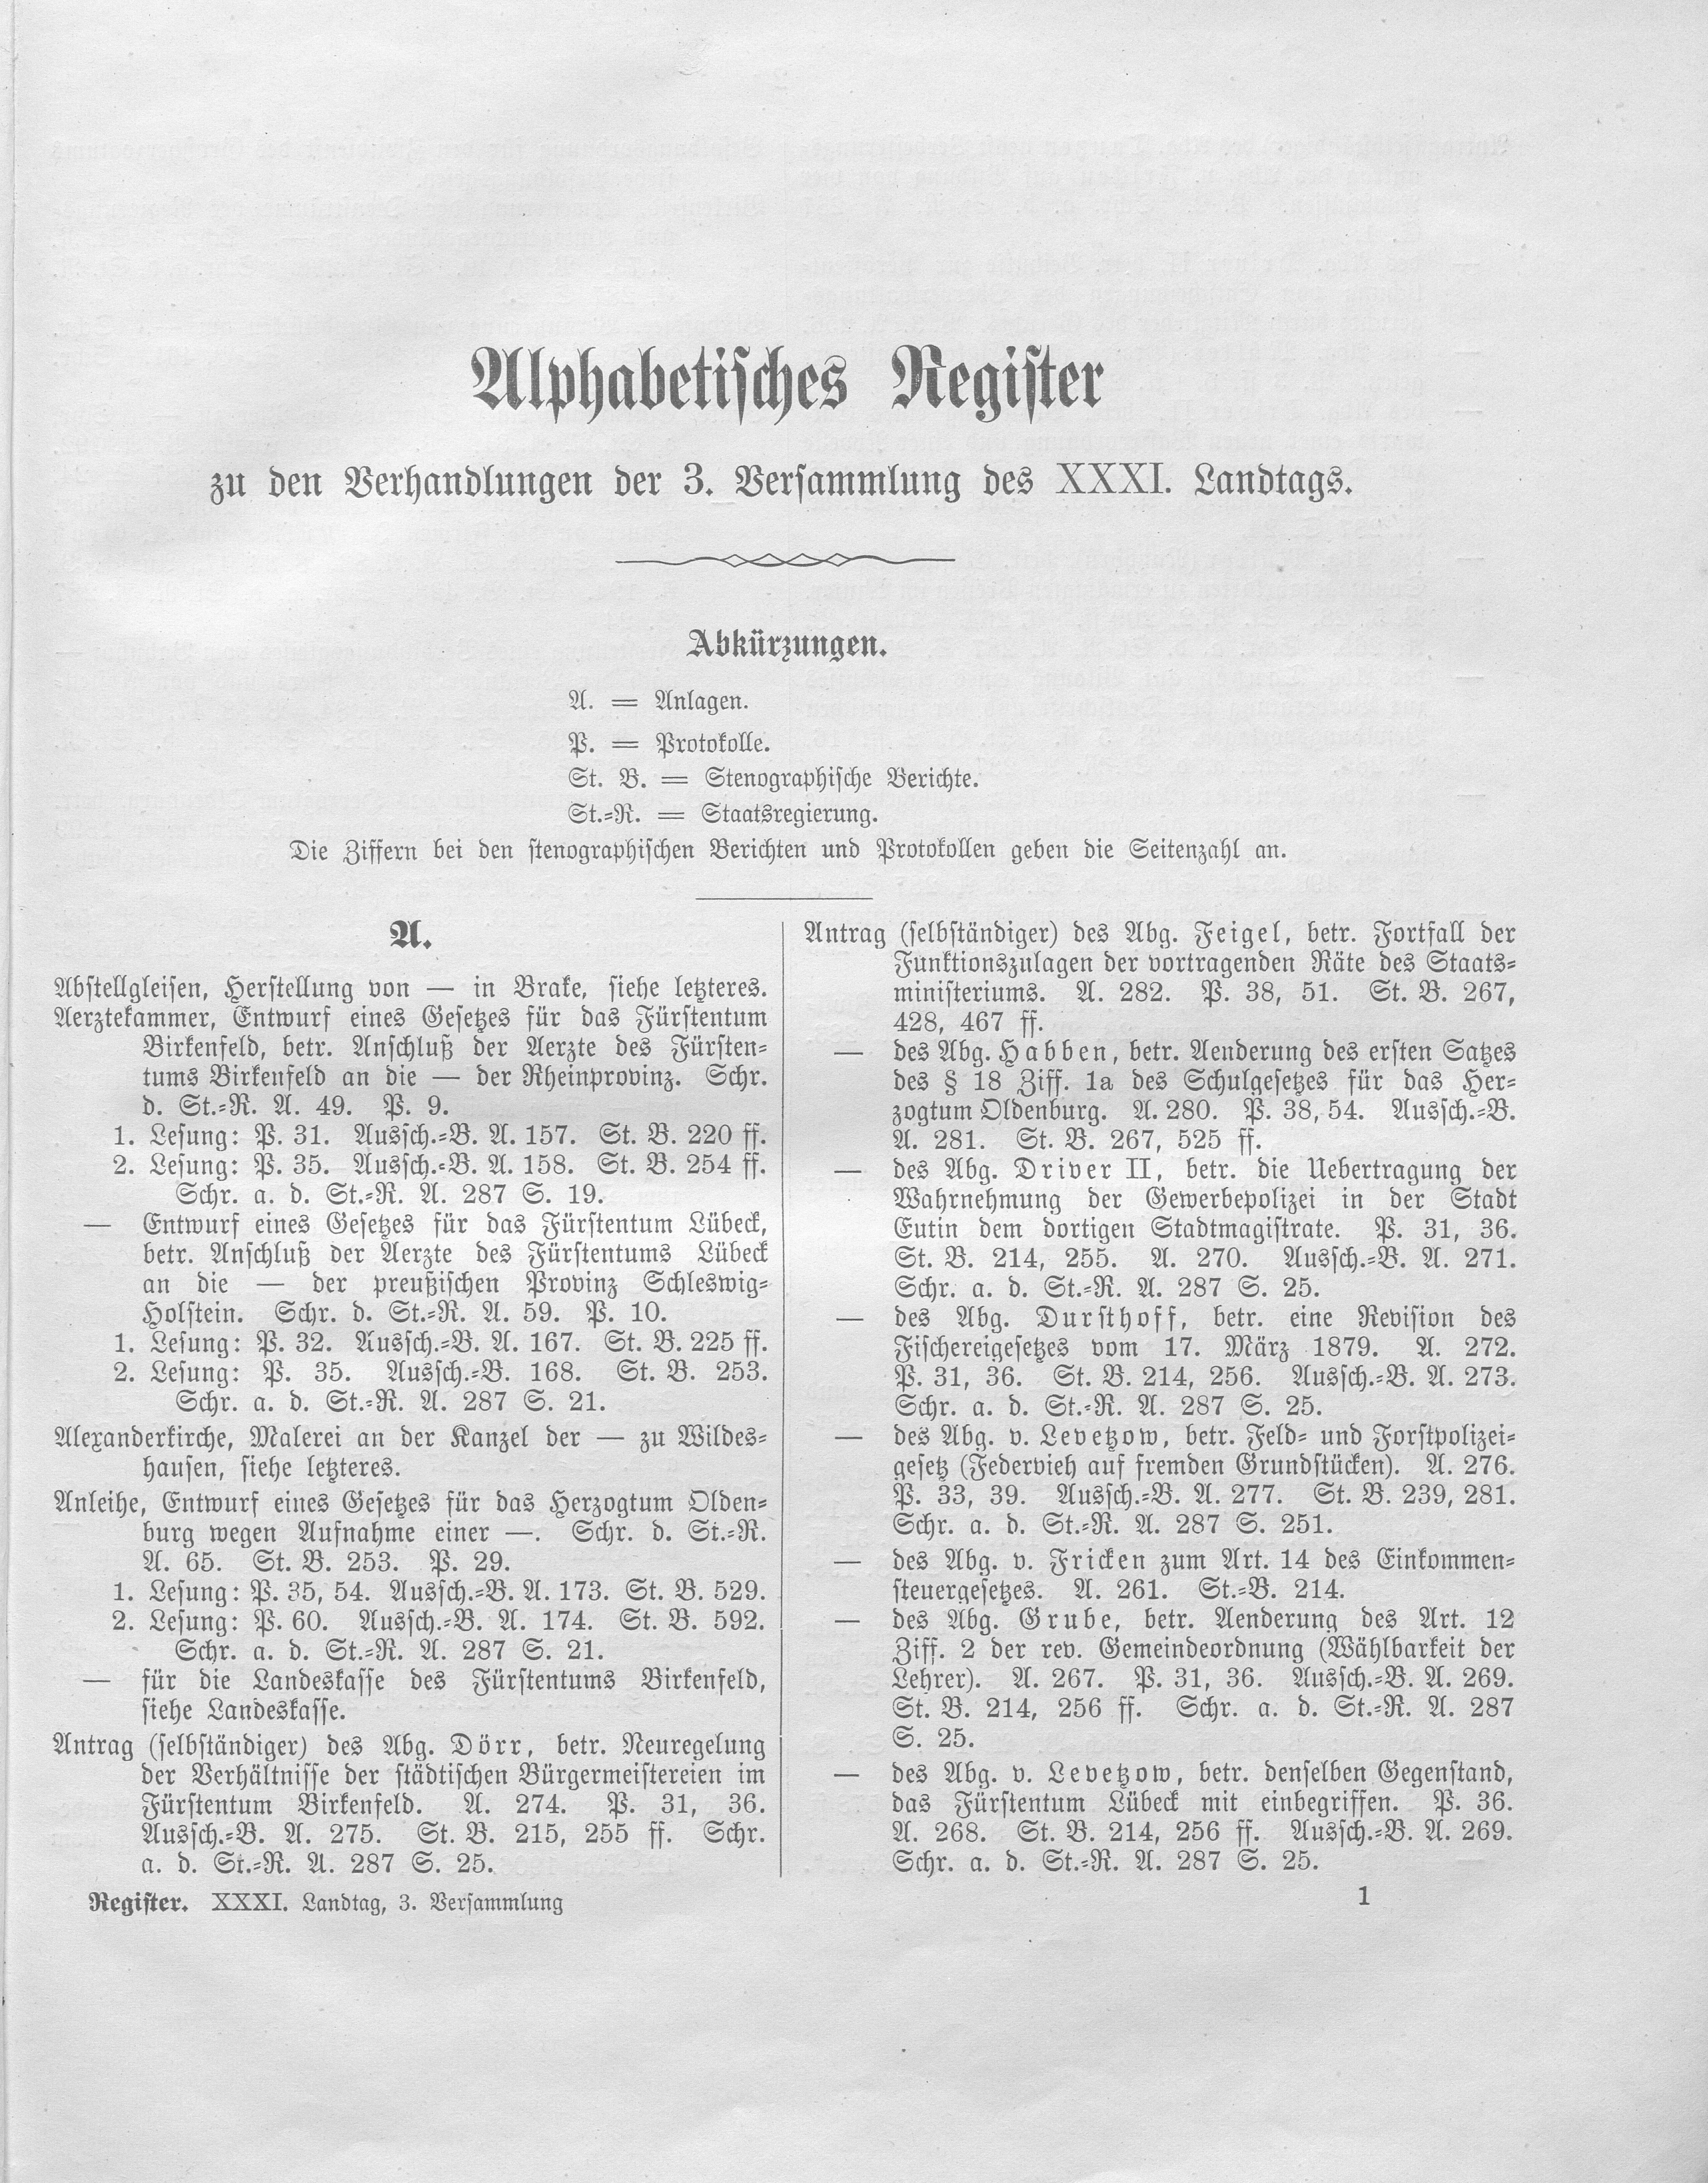 Alphabetisches Register
zu den Verhandlungen der 3. Versammlung des XXXI. Landtags.
Abkürzungen.
A. = Anlagen.
P. = Protokolle.
St. B. = Stenographische Berichte.
St.-R. = Staatsregierung.
Die Ziffern bei den stenographischen Berichten und Protokollen geben die Seitenzahl an.
A.
Abstellgleisen, Herstellung von — in Brake, siehe letzteres.
Aerztekammer, Entwurf eines Gesetzes für das Fürstentum
Birkenfeld, betr. Anschluß der Aerzte des Fürsten-
tums Birkenfeld an die — der Rheinprovinz. Schr.
d. St.-R. A. 49. P. 9.
1. Lesung: P. 31. Aussch.-B. A. 157. St. B. 220 ff.
2. Lesung: P. 35. Aussch.-B. A. 158. St. B. 254 ff.
Schr. a. d. St.-R. A. 287 S. 19.
— Entwurf eines Gesetzes für das Fürstentum Lübeck,
betr. Anschluß der Aerzte des Fürstentums Lübeck
an die — der preußischen Provinz Schleswig-
Holstein. Schr. d. St.-R. A. 59. P. 10.
1. Lesung: P. 32. Aussch.-B. A. 167. St. B. 225 ff.
2. Lesung: P. 35. Aussch.-B. 168. St. B. 253.
Schr. a. d. St.-R. A. 287 S. 21.
Alexanderkirche, Malerei an der Kanzel der — zu Wildes-
hausen, siehe letzteres.
Anleihe, Entwurf eines Gesetzes für das Herzogtum Olden-
burg wegen Aufnahme einer —. Schr. d. St.-R.
A. 65. St. B. 253. P. 29.
1. Lesung: P. 35, 54. Aussch.-B. A. 173. St. B. 529.
2. Lesung: P. 60. Aussch.-B. A. 174. St. B. 592.
Schr. a. d. St.-R. A. 287 S. 21.
— für die Landeskasse des Fürstentums Birkenfeld,
siehe Landeskasse.
Antrag (selbständiger) des Abg. Dörr, betr. Neuregelung
der Verhältnisse der städtischen Bürgermeistereien im
Fürstentum Birkenfeld. A. 274. P. 31, 36.
Aussch.-B. A. 275. St. B. 215, 255 ff. Schr.
a. d. St.-R. A. 287 S. 25.
Antrag (selbständiger) des Abg. Feigel, betr. Fortfall der
Funktionszulagen der vortragenden Räte des Staats-
ministeriums. A. 282. P. 38, 51. St. B. 267,
428, 467 ff.
— des Abg. Habben, betr. Aenderung des ersten Satzes
des § 18 Ziff. 1a des Schulgesetzes für das Her-
zogtum Oldenburg. A. 280. P. 38, 54. Aussch.-B.
A. 281. St. B. 267, 525 ff.
— des Abg. Driver II, betr. die Uebertragung der
Wahrnehmung der Gewerbepolizei in der Stadt
Eutin dem dortigen Stadtmagistrate. P. 31, 36.
St. B. 214, 255. A. 270. Aussch.-B. A. 271.
Schr. a. d. St.-R. A. 287 S. 25.
— des Abg. Dursthoff, betr. eine Revision des
Fischereigesetzes vom 17. März 1879. A. 272.
P. 31, 36. St. B. 214, 256. Aussch.-B. A. 273.
Schr. a. d. St.-R. A. 287 S. 25.
— des Abg. v. Levetzow, betr. Feld- und Forstpolizei-
gesetz (Federvieh auf fremden Grundstücken). A. 276.
P. 33, 39. Aussch.-B. A. 277. St. B. 239, 281.
Schr. a. d. St.-R. A. 287 S. 251.
— des Abg. v. Fricken zum Art. 14 des Einkommen-
steuergesetzes. A. 261. St.-B. 214.
— des Abg. Grube, betr. Aenderung des Art. 12
Ziff. 2 der rev. Gemeindeordnung (Wählbarkeit der
Lehrer). A. 267. P. 31, 36. Aussch.-B. A. 269.
St. B. 214, 256 ff. Schr. a. d. St.-R. A. 287
S. 25.
— des Abg. v. Levetzow, betr. denselben Gegenstand,
das Fürstentum Lübeck mit einbegriffen. P. 36.
A. 268. St. B. 214, 256 ff. Aussch.-B. A. 269.
Schr. a. d. St.-R. A. 287 S. 25.
Register. XXXI. Landtag, 3. Versammlung
1